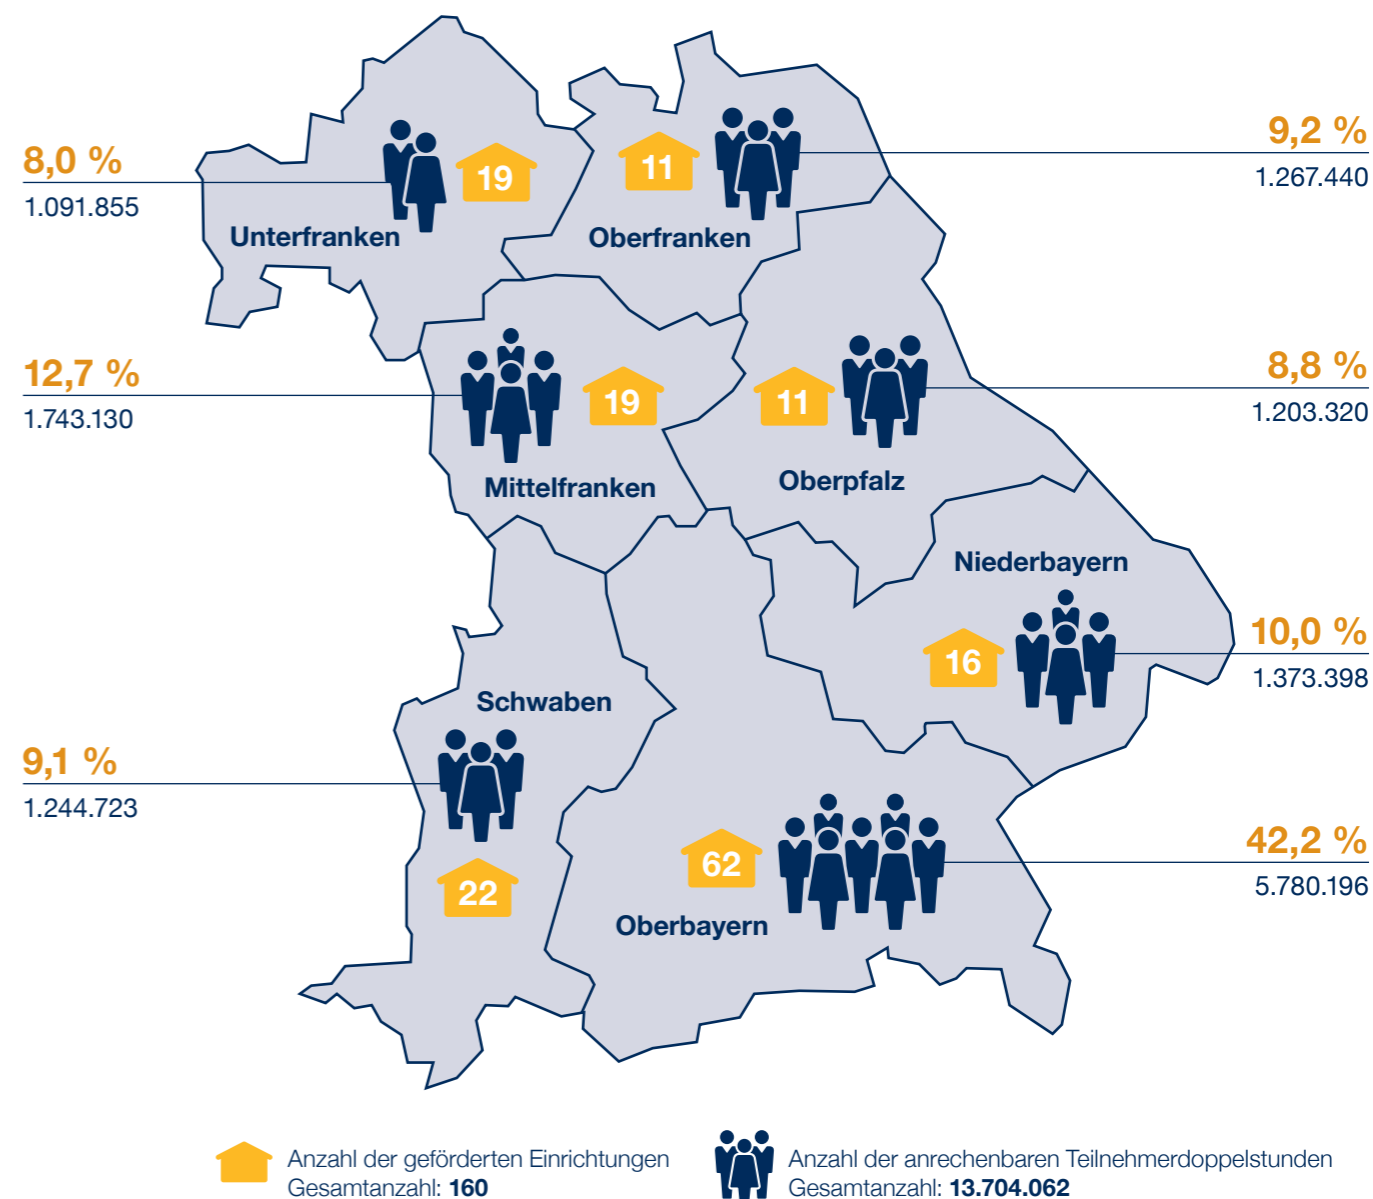 8,0 %
1.091.855
19
Unterfranken
11
Oberfranken
9,2 %
1.267.440
12,7 %
1.743.130
19
Mittelfranken
11
Oberpfalz
8,8 %
1.203.320
Niederbayern
16
10,0 %
1.373.398
Schwaben
9,1 %
1.244.723
22
62
Oberbayern
42,2 %
5.780.196
Anzahl der geförderten Einrichtungen
Gesamtanzahl: 160
Anzahl der anrechenbaren Teilnehmerdoppelstunden
Gesamtanzahl: 13.704.062